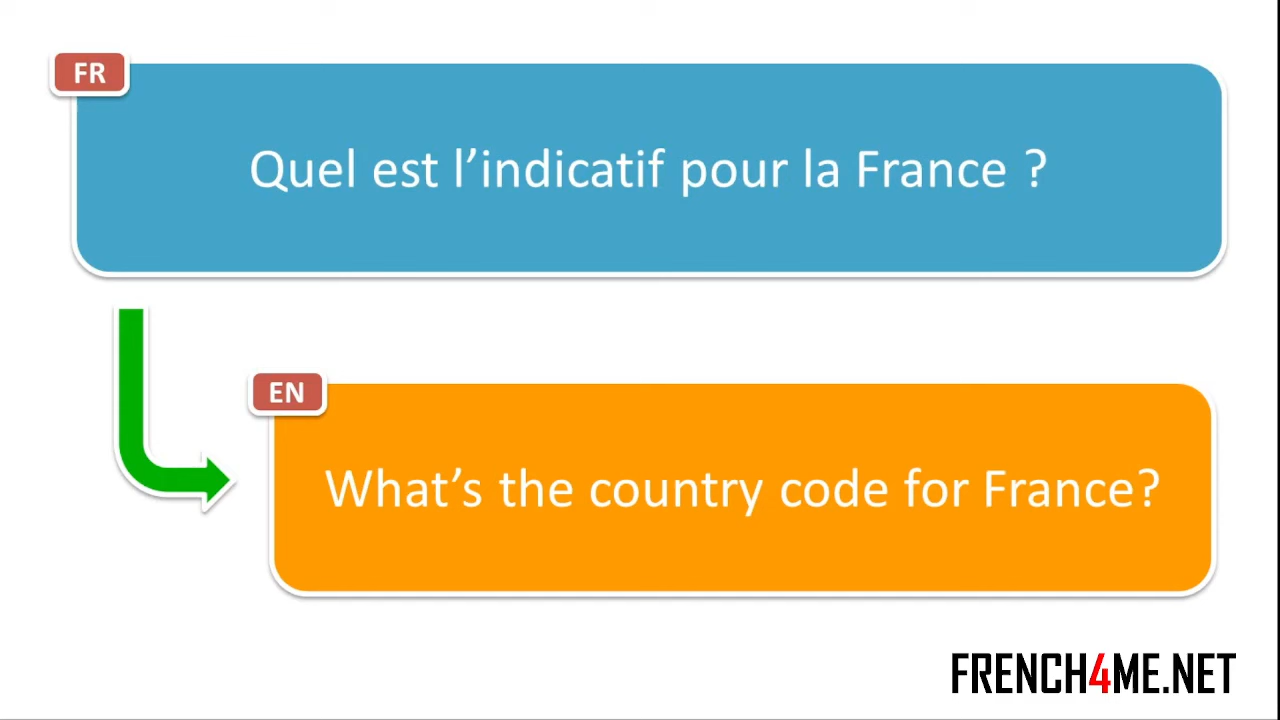 FR
Quel est l’indicatif pour la France ?
EN
What’s the country code for France?
FRENCH4ME.NET